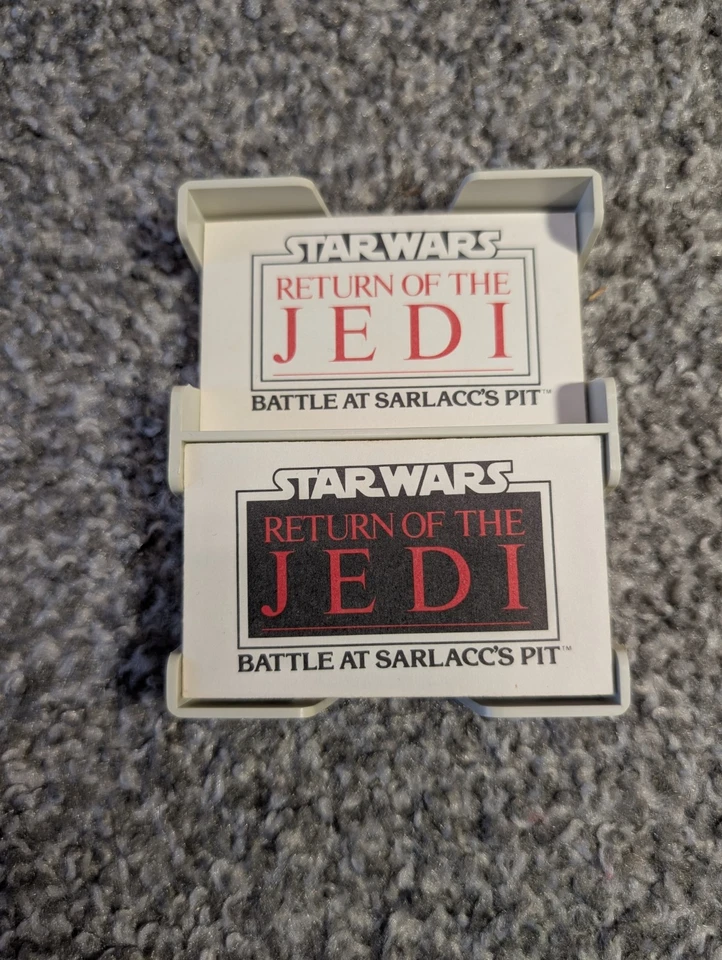 STAR WARS
RETURN OF THE
JEDI
BATTLE AT SARLACC'S PIT™
STAR WARS
RETURN OF THE
JEDI
BATTLE AT SARLACC'S PIT™